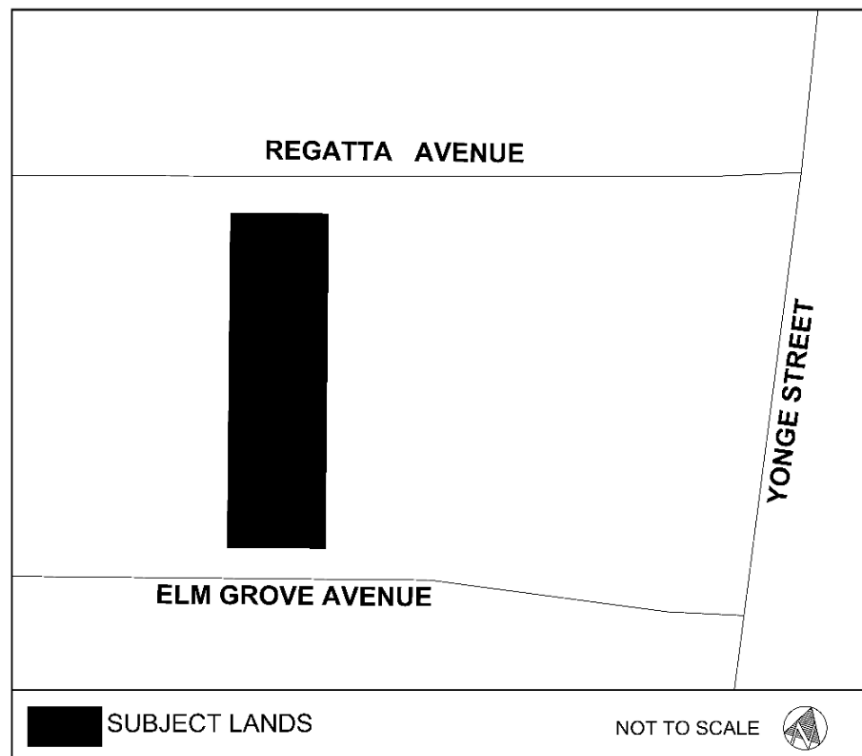 REGATTA AVENUE
YONGE STREET
ELM GROVE AVENUE
SUBJECT LANDS
NOT TO SCALE